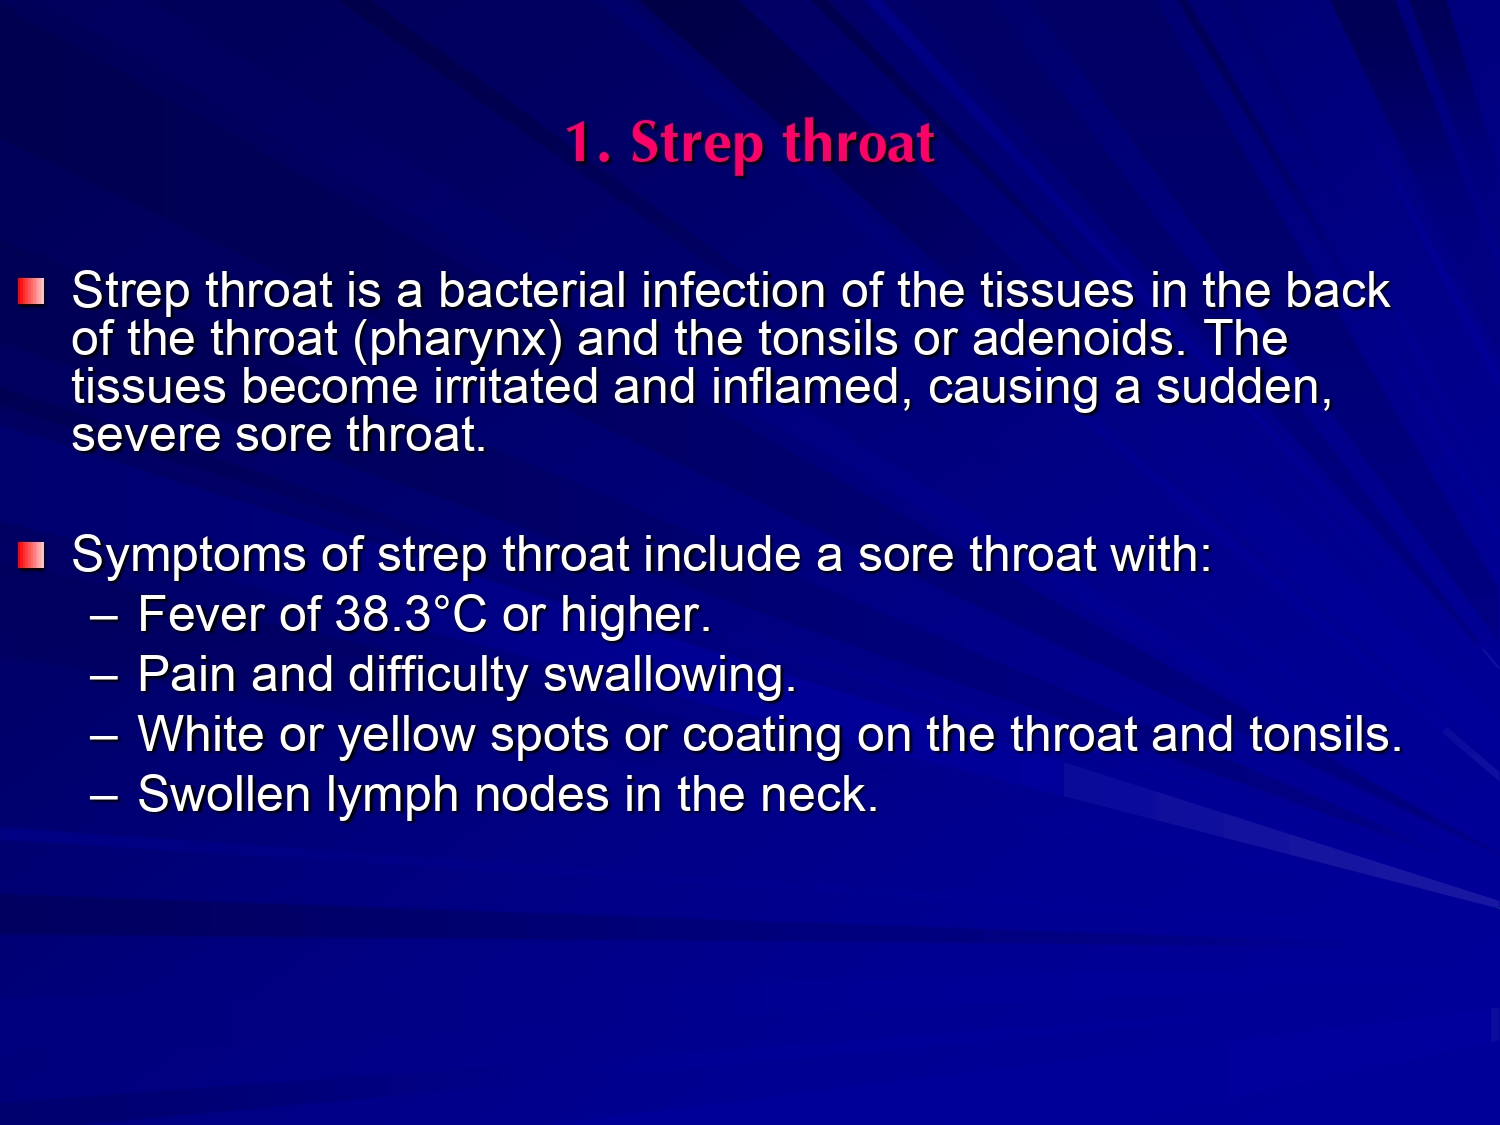 1. Strep throat
Strep throat is a bacterial infection of the tissues in the back
of the throat (pharynx) and the tonsils or adenoids. The
tissues become irritated and inflamed, causing a sudden,
severe sore throat.
Symptoms of strep throat include a sore throat with:
– Fever of 38.3°C or higher.
– Pain and difficulty swallowing.
– White or yellow spots or coating on the throat and tonsils.
– Swollen lymph nodes in the neck.